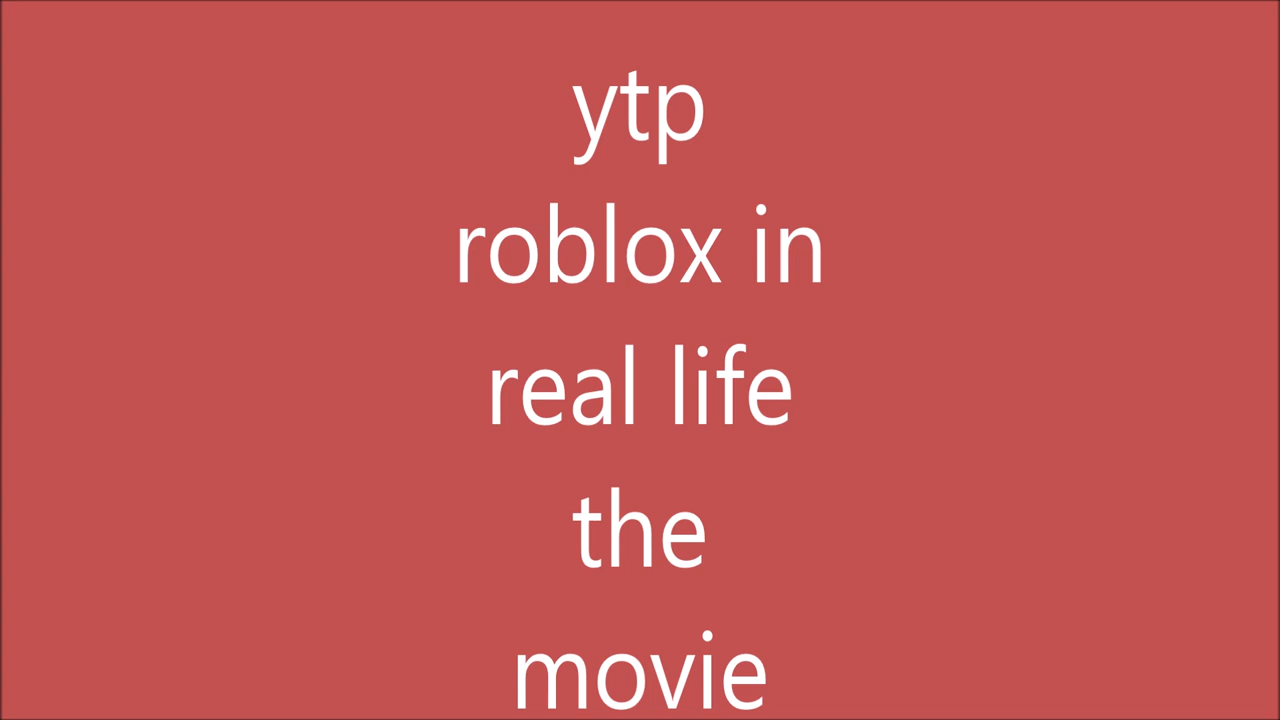 ytp
roblox in
real life
the
movie